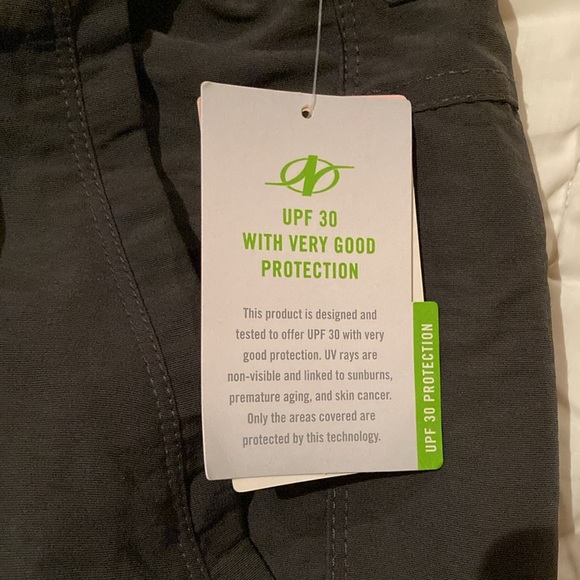 UPF 30
WITH VERY GOOD
PROTECTION
This product is designed and
tested to offer UPF 30 with very
good protection. UV rays are
non-visible and linked to sunburns,
premature aging, and skin cancer.
Only the areas covered are
protected by this technology.
UPF 30 PROTECTION